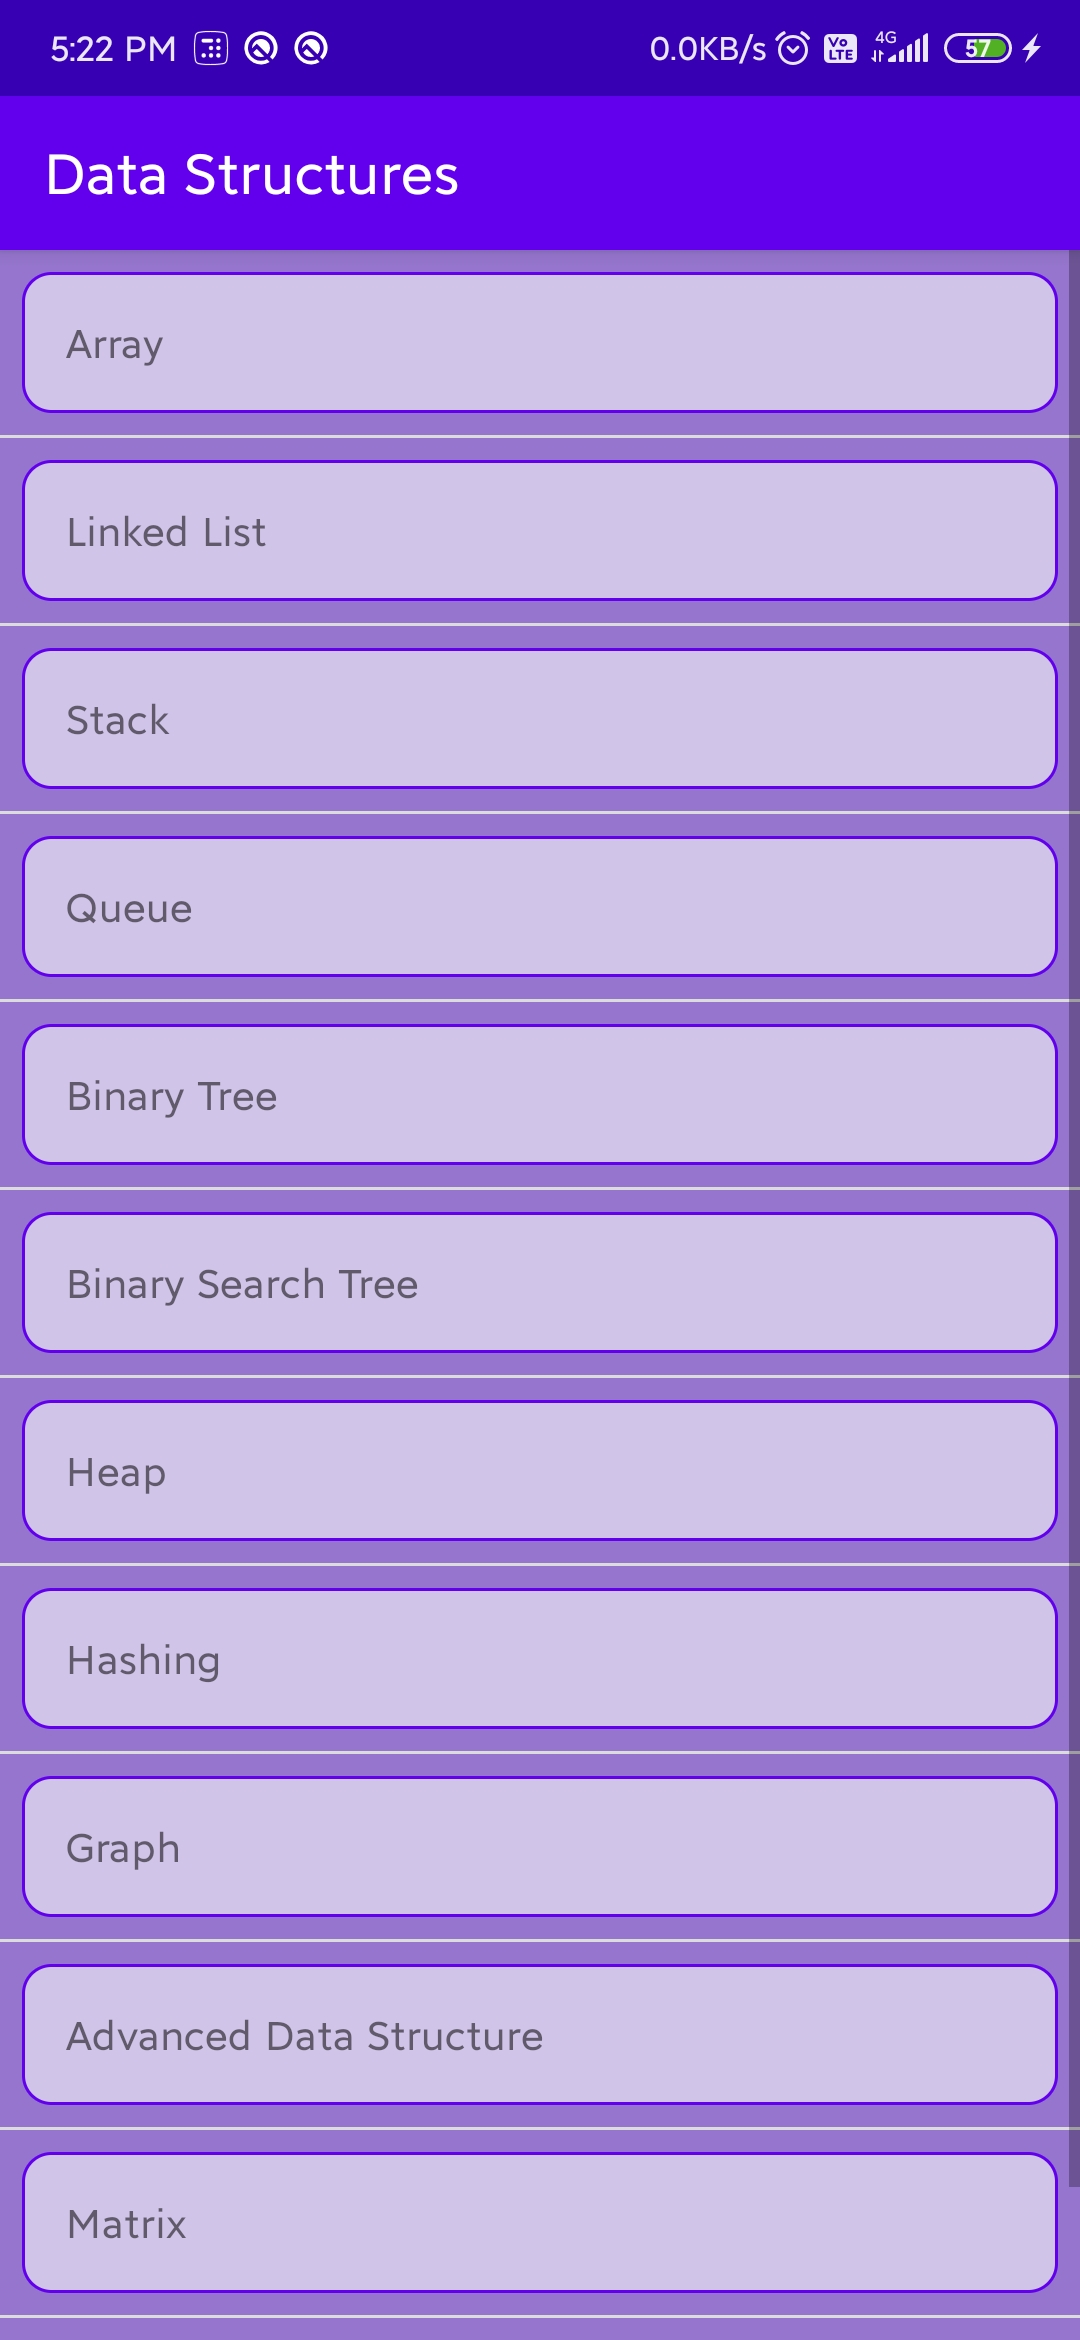 5:22 PM 0.0KB/s Vo LTE 4G 57
Data Structures
Array
Linked List
Stack
Queue
Binary Tree
Binary Search Tree
Heap
Hashing
Graph
Advanced Data Structure
Matrix